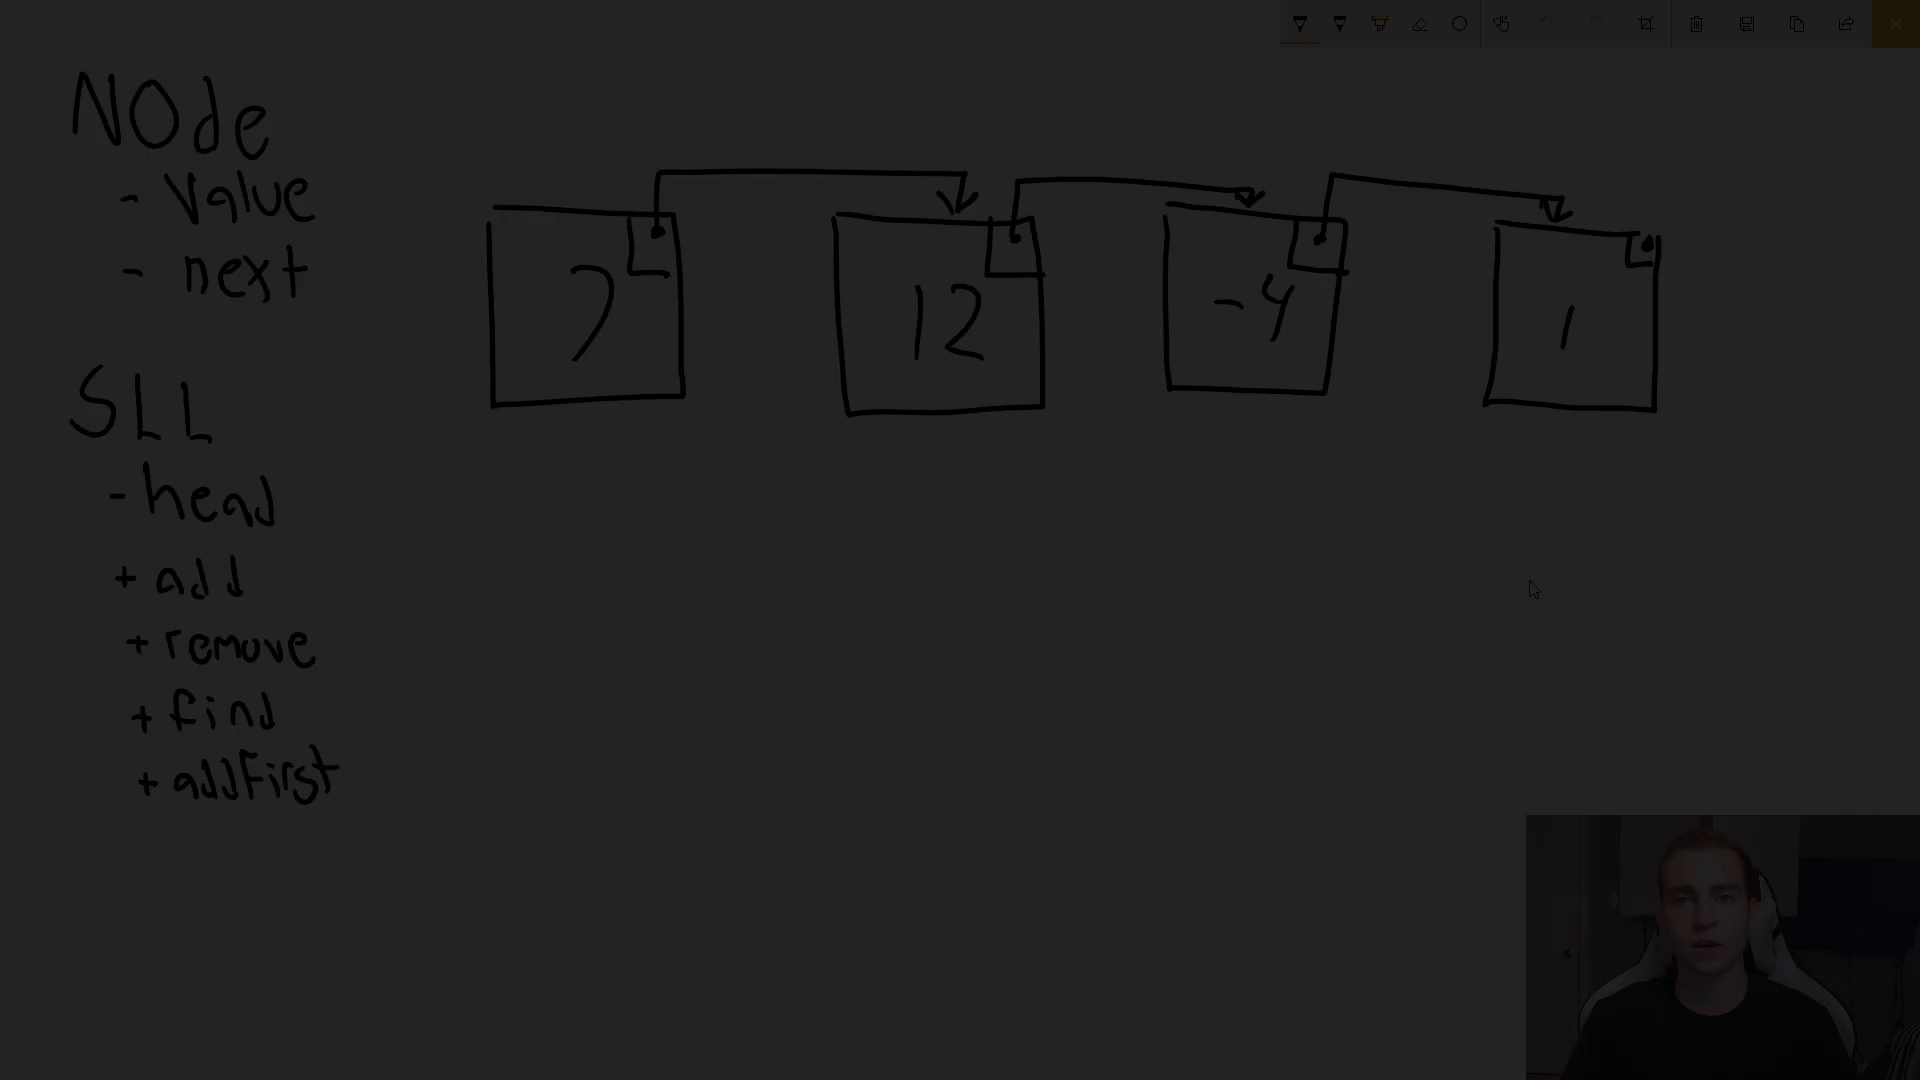 NOde
- Value
- next
7
12
-4
1
SLL
- head
+ add
+ remove
+ find
+ addFirst